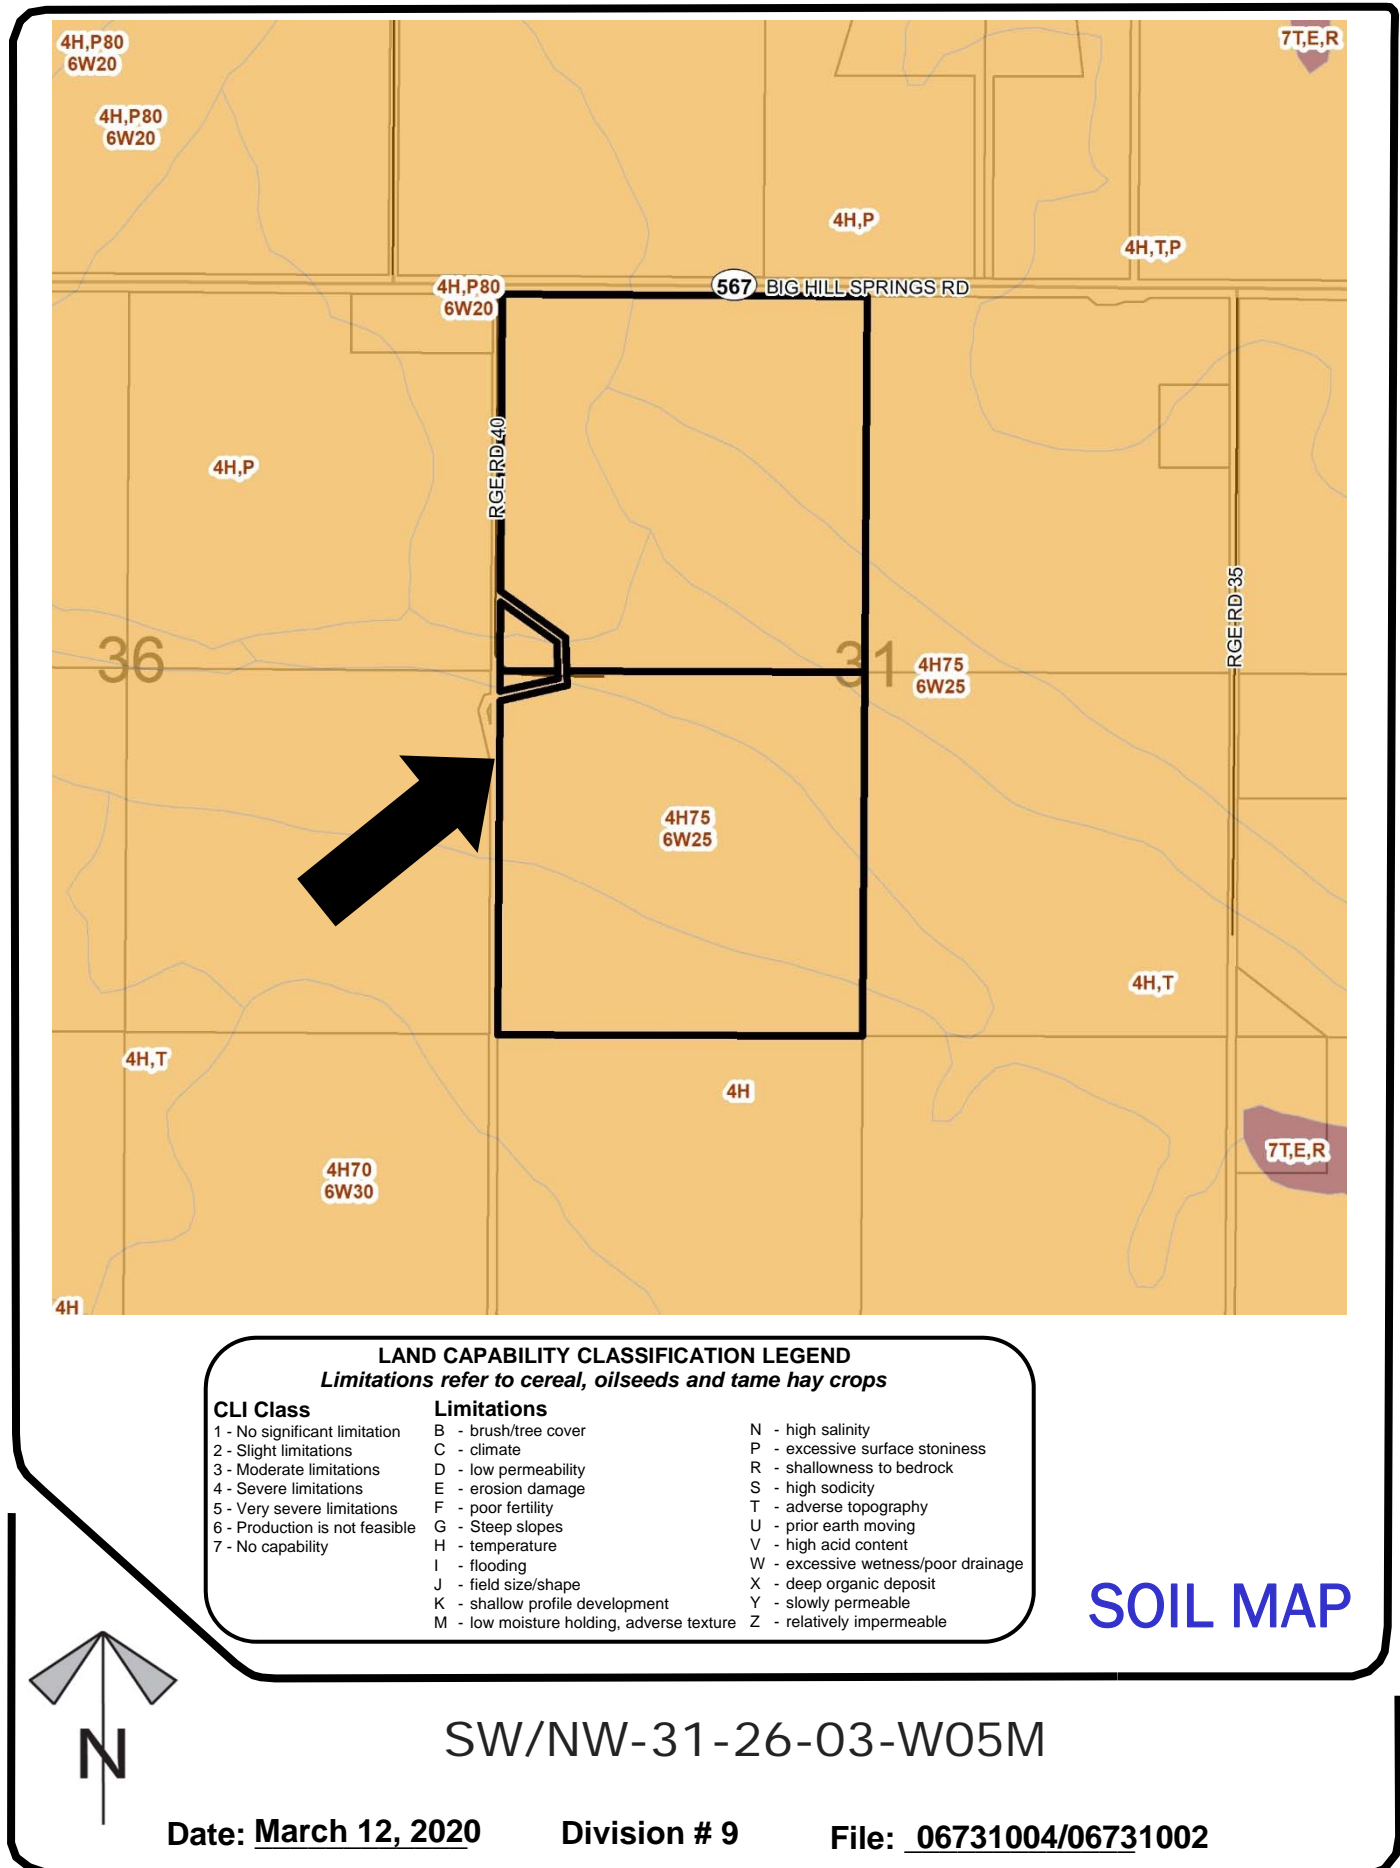 4H,P80
6W20
7T,E,R
4H,P80
6W20
4H,P
4H,T,P
4H,P80
6W20
567 BIG HILL SPRINGS RD
RGE RD 40
4H,P
RGE RD 35
36
31
4H75
6W25
4H75
6W25
4H,T
4H,T
4H
7T,E,R
4H70
6W30
4H
LAND CAPABILITY CLASSIFICATION LEGEND
Limitations refer to cereal, oilseeds and tame hay crops
CLI Class
1 - No significant limitation
2 - Slight limitations
3 - Moderate limitations
4 - Severe limitations
5 - Very severe limitations
6 - Production is not feasible
7 - No capability
Limitations
B - brush/tree cover
C - climate
D - low permeability
E - erosion damage
F - poor fertility
G - Steep slopes
H - temperature
I - flooding
J - field size/shape
K - shallow profile development
M - low moisture holding, adverse texture
N - high salinity
P - excessive surface stoniness
R - shallowness to bedrock
S - high sodicity
T - adverse topography
U - prior earth moving
V - high acid content
W - excessive wetness/poor drainage
X - deep organic deposit
Y - slowly permeable
Z - relatively impermeable
SOIL MAP
N
SW/NW-31-26-03-W05M
Date: March 12, 2020 Division # 9 File: 06731004/06731002